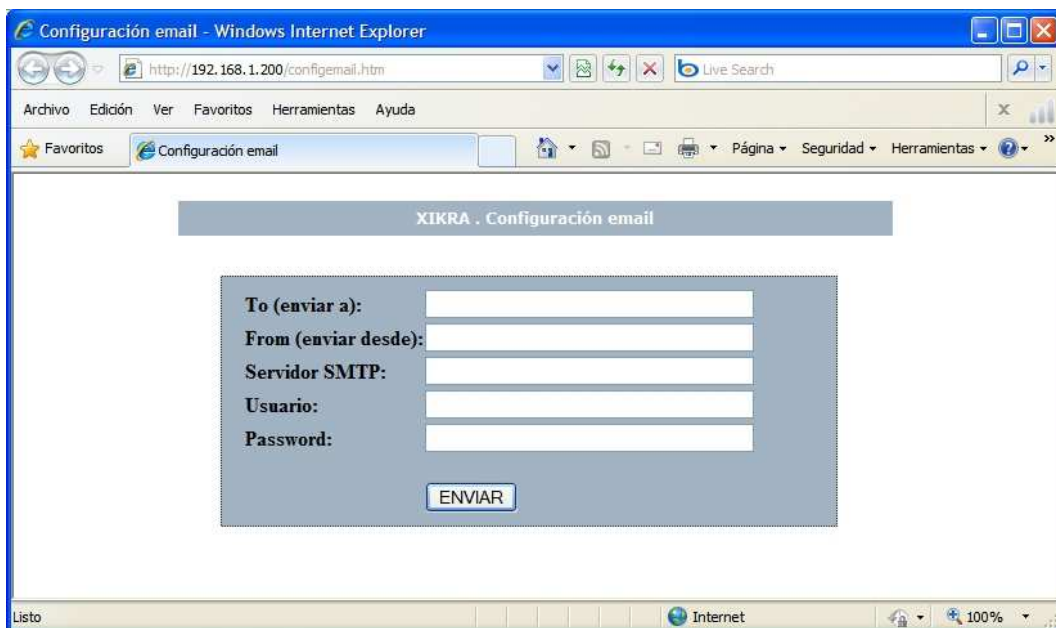 Configuración email - Windows Internet Explorer
http://192.168.1.200/configemail.htm
Live Search
Archivo Edición Ver Favoritos Herramientas Ayuda
Favoritos
Configuración email
Página Seguridad Herramientas
XIKRA . Configuración email
To (enviar a):
From (enviar desde):
Servidor SMTP:
Usuario:
Password:
ENVIAR
Listo
Internet
100%